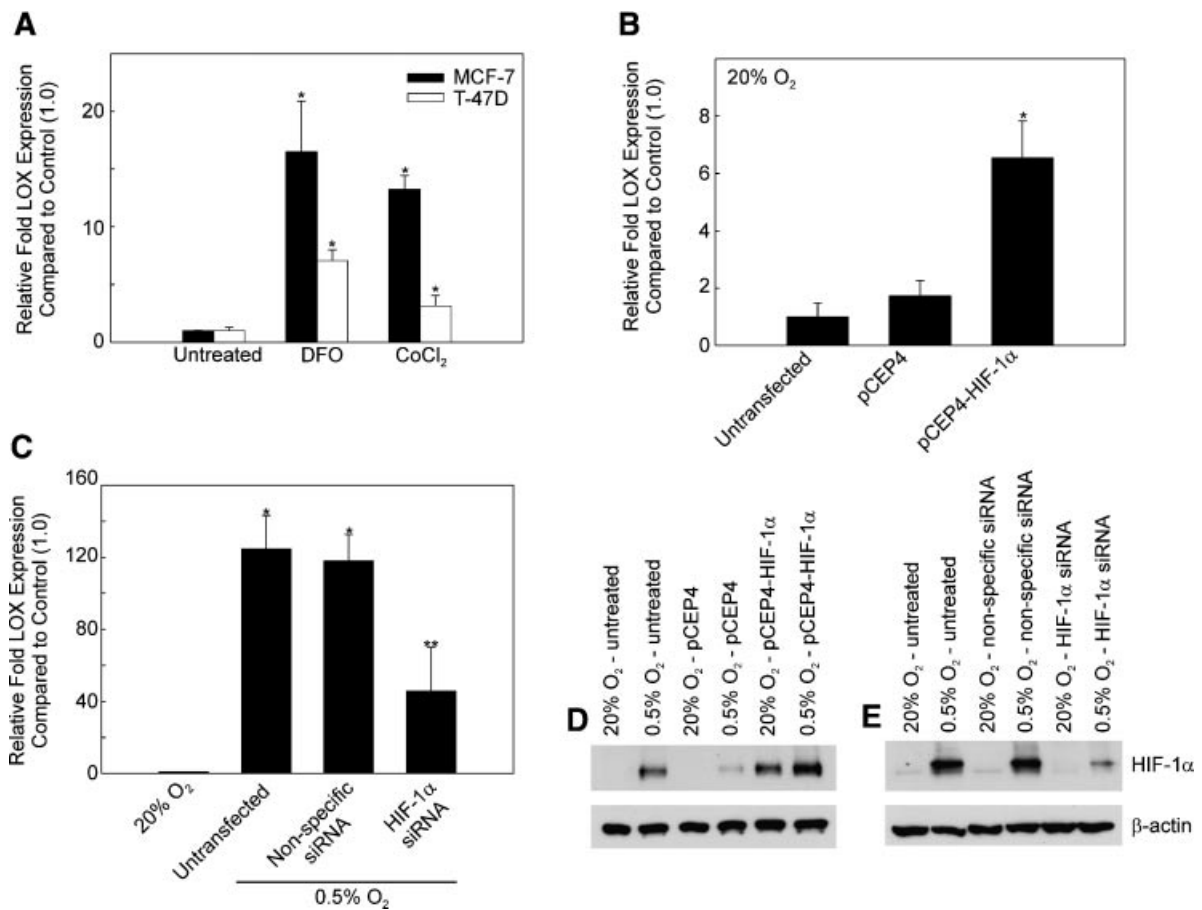 A
Relative Fold LOX Expression
Compared to Control (1.0)
20
10
0
MCF-7
T-47D
*
*
*
*
Untreated
DFO
CoCl₂
B
Relative Fold LOX Expression
Compared to Control (1.0)
8
6
4
2
0
20% O₂
*
Untransfected
pCEP4
pCEP4-HIF-1α
C
Relative Fold LOX Expression
Compared to Control (1.0)
160
120
80
40
0
*
*
**
20% O₂
Untransfected
Non-specific
siRNA
HIF-1α
siRNA
0.5% O₂
D
20% O₂ - untreated
0.5% O₂ - untreated
20% O₂ - pCEP4
0.5% O₂ - pCEP4
20% O₂ - pCEP4-HIF-1α
0.5% O₂ - pCEP4-HIF-1α
E
20% O₂ - untreated
0.5% O₂ - untreated
20% O₂ - non-specific siRNA
0.5% O₂ - non-specific siRNA
20% O₂ - HIF-1α siRNA
0.5% O₂ - HIF-1α siRNA
HIF-1α
β-actin